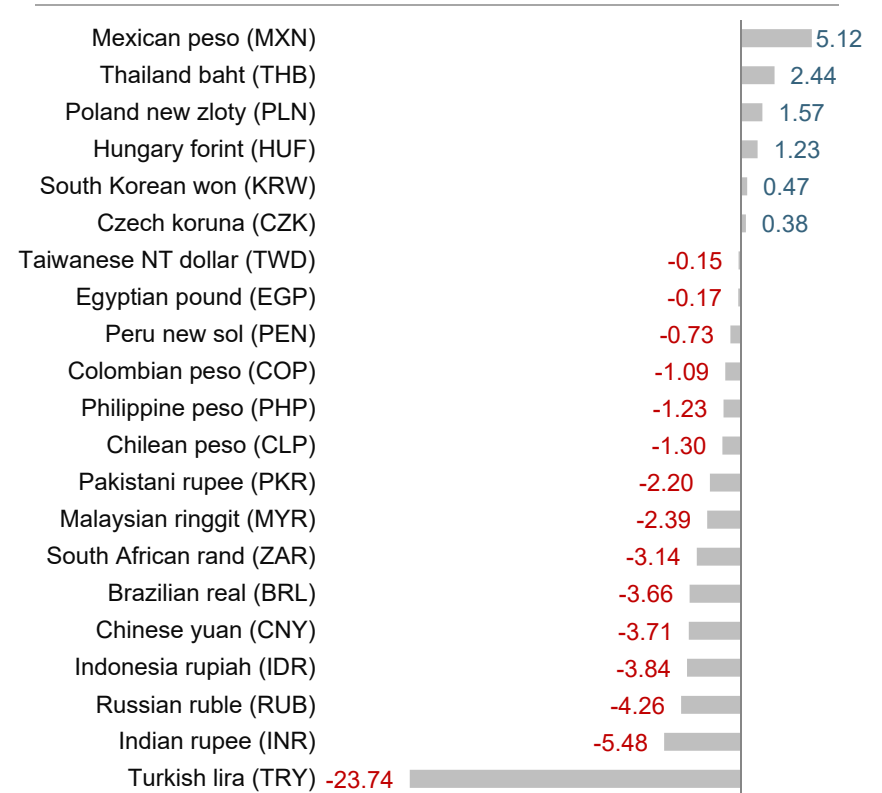 Mexican peso (MXN) 5.12
Thailand baht (THB) 2.44
Poland new zloty (PLN) 1.57
Hungary forint (HUF) 1.23
South Korean won (KRW) 0.47
Czech koruna (CZK) 0.38
Taiwanese NT dollar (TWD) -0.15
Egyptian pound (EGP) -0.17
Peru new sol (PEN) -0.73
Colombian peso (COP) -1.09
Philippine peso (PHP) -1.23
Chilean peso (CLP) -1.30
Pakistani rupee (PKR) -2.20
Malaysian ringgit (MYR) -2.39
South African rand (ZAR) -3.14
Brazilian real (BRL) -3.66
Chinese yuan (CNY) -3.71
Indonesia rupiah (IDR) -3.84
Russian ruble (RUB) -4.26
Indian rupee (INR) -5.48
Turkish lira (TRY) -23.74